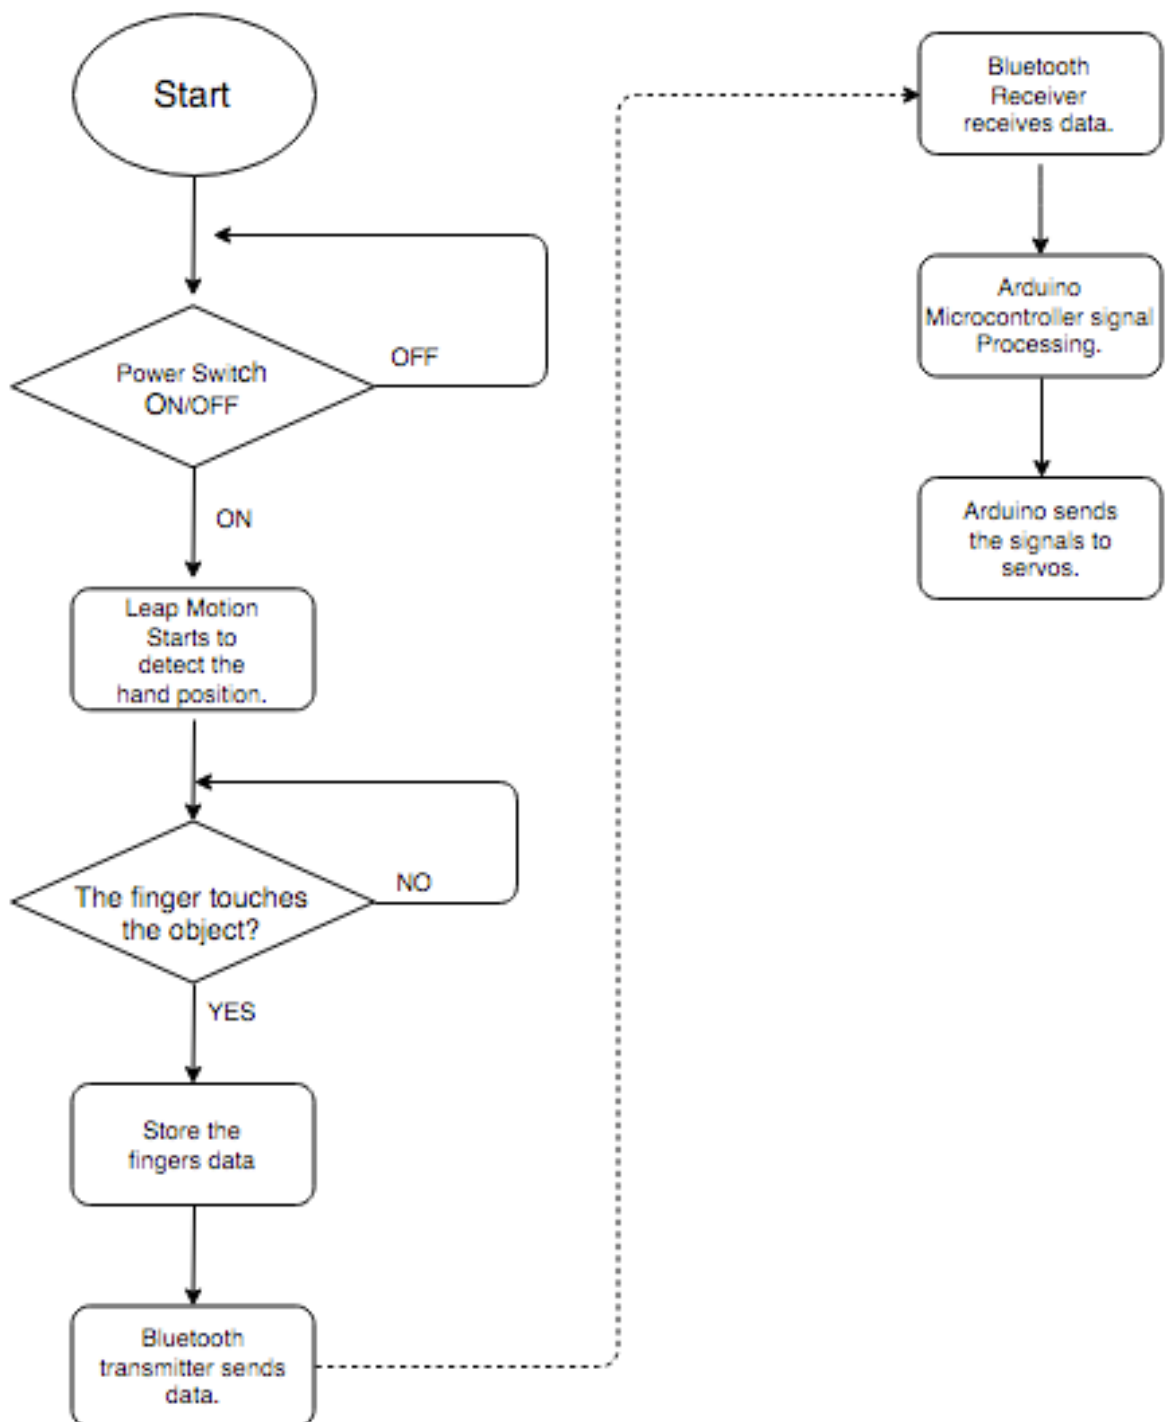 Start
Power Switch
ON/OFF
OFF
ON
Leap Motion
Starts to
detect the
hand position.
The finger touches
the object?
NO
YES
Store the
fingers data
Bluetooth
transmitter sends
data.
Bluetooth
Receiver
receives data.
Arduino
Microcontroller signal
Processing.
Arduino sends
the signals to
servos.